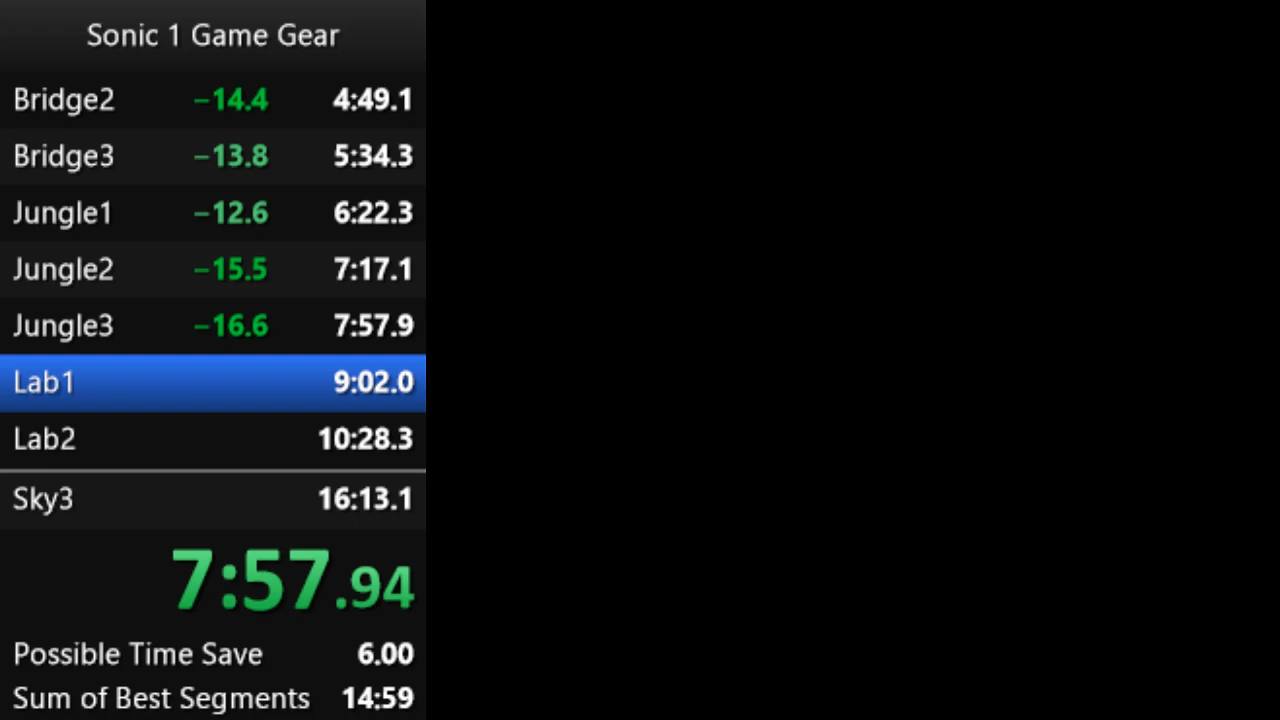 Sonic 1 Game Gear
Bridge2 −14.4 4:49.1
Bridge3 −13.8 5:34.3
Jungle1 −12.6 6:22.3
Jungle2 −15.5 7:17.1
Jungle3 −16.6 7:57.9
Lab1 9:02.0
Lab2 10:28.3
Sky3 16:13.1
7:57.94
Possible Time Save 6.00
Sum of Best Segments 14:59